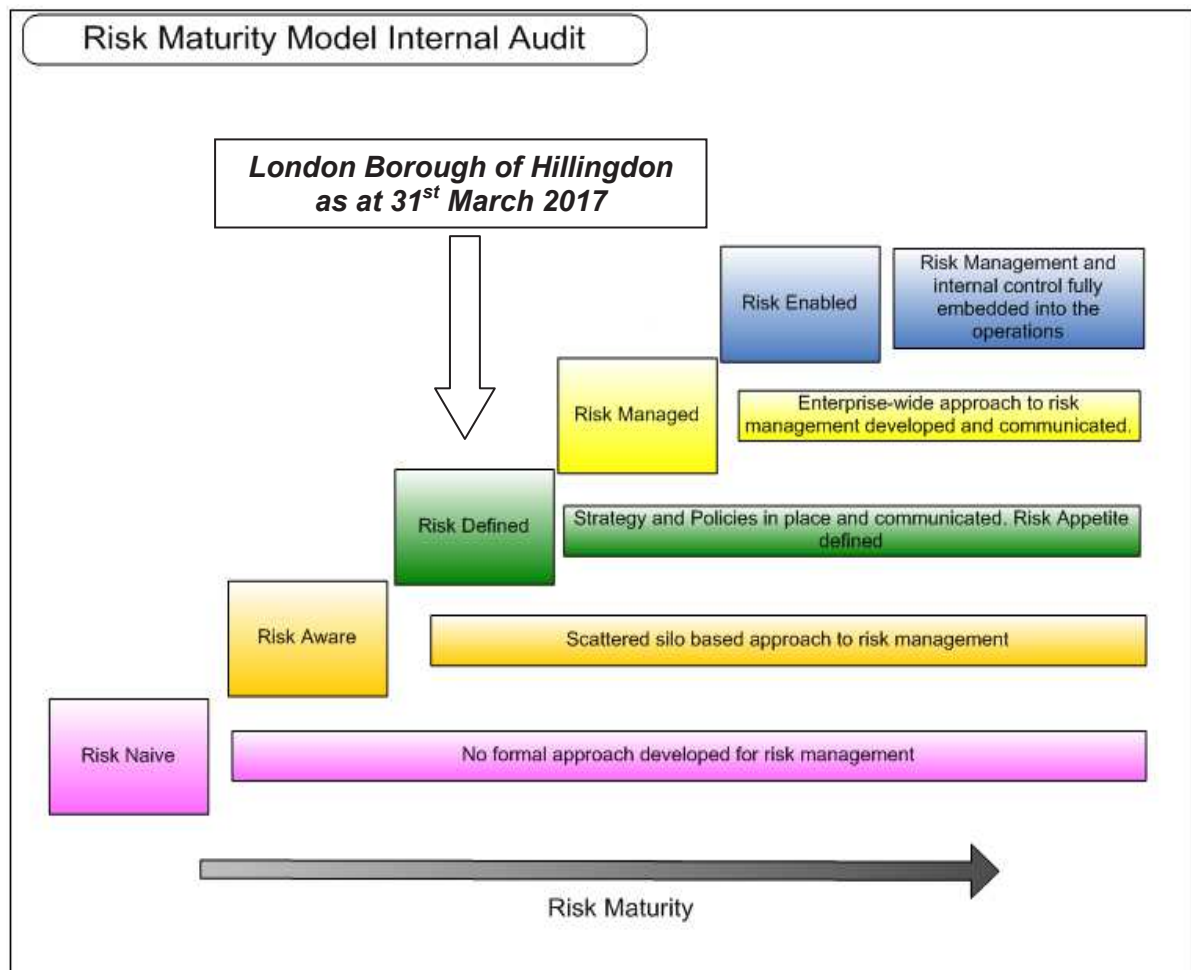 Risk Maturity Model Internal Audit
London Borough of Hillingdon
as at 31st March 2017
Risk Enabled
Risk Management and
internal control fully
embedded into the
operations
Risk Managed
Enterprise-wide approach to risk
management developed and communicated.
Risk Defined
Strategy and Policies in place and communicated. Risk Appetite
defined
Risk Aware
Scattered silo based approach to risk management
Risk Naive
No formal approach developed for risk management
Risk Maturity